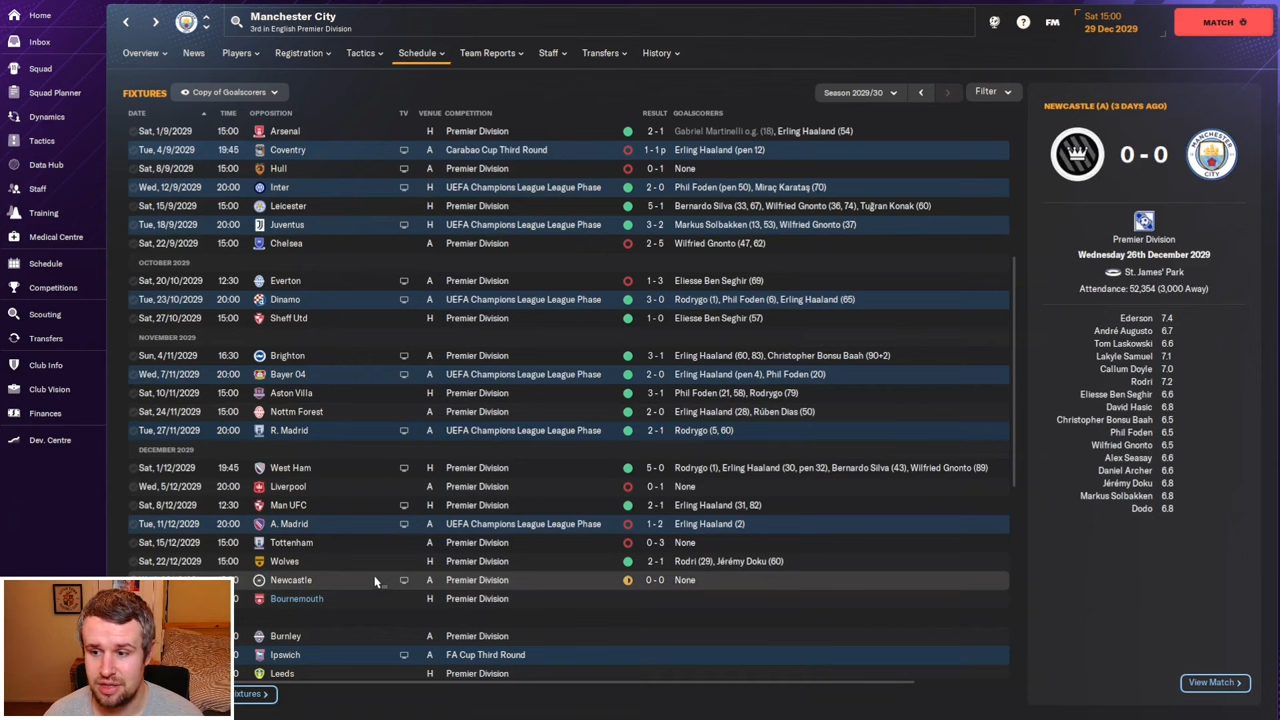 Home
Manchester City
3rd in English Premier Division
FM
Sat 15:00
29 Dec 2029
MATCH
Inbox
Overview News Players Registration Tactics Schedule Team Reports Staff Transfers History
Squad
Squad Planner
Dynamics
Tactics
Data Hub
Staff
Training
Medical Centre
Schedule
Competitions
Scouting
Transfers
Club Info
Club Vision
Finances
Dev. Centre
FIXTURES Copy of Goalscorers Season 2029/30 Filter
DATE TIME OPPOSITION TV VENUE COMPETITION RESULT GOALSCORERS
Sat, 1/9/2029 15:00 Arsenal H Premier Division 2 - 1 Gabriel Martinelli o.g. (18), Erling Haaland (54)
Tue, 4/9/2029 19:45 Coventry A Carabao Cup Third Round 1 - 1 p Erling Haaland (pen 12)
Sat, 8/9/2029 15:00 Hull A Premier Division 0 - 1 None
Wed, 12/9/2029 20:00 Inter H UEFA Champions League League Phase 2 - 0 Phil Foden (pen 50), Miraç Karataş (70)
Sat, 15/9/2029 15:00 Leicester H Premier Division 5 - 1 Bernardo Silva (33, 67), Wilfried Gnonto (36, 74), Tuğran Konak (60)
Tue, 18/9/2029 20:00 Juventus H UEFA Champions League League Phase 3 - 2 Markus Solbakken (13, 53), Wilfried Gnonto (37)
Sat, 22/9/2029 15:00 Chelsea A Premier Division 2 - 5 Wilfried Gnonto (47, 62)
OCTOBER 2029
Sat, 20/10/2029 12:30 Everton A Premier Division 1 - 3 Eliesse Ben Seghir (69)
Tue, 23/10/2029 20:00 Dinamo A UEFA Champions League League Phase 3 - 0 Rodrygo (1), Phil Foden (6), Erling Haaland (65)
Sat, 27/10/2029 15:00 Sheff Utd H Premier Division 1 - 0 Eliesse Ben Seghir (57)
NOVEMBER 2029
Sun, 4/11/2029 16:30 Brighton A Premier Division 3 - 1 Erling Haaland (60, 83), Christopher Bonsu Baah (90+2)
Wed, 7/11/2029 20:00 Bayer 04 A UEFA Champions League League Phase 2 - 0 Erling Haaland (pen 4), Phil Foden (20)
Sat, 10/11/2029 15:00 Aston Villa H Premier Division 3 - 1 Phil Foden (21, 58), Rodrygo (79)
Sat, 24/11/2029 15:00 Nottm Forest A Premier Division 2 - 0 Erling Haaland (28), Rúben Dias (50)
Tue, 27/11/2029 20:00 R. Madrid H UEFA Champions League League Phase 2 - 1 Rodrygo (5, 60)
DECEMBER 2029
Sat, 1/12/2029 19:45 West Ham H Premier Division 5 - 0 Rodrygo (1), Erling Haaland (30, pen 32), Bernardo Silva (43), Wilfried Gnonto (89)
Wed, 5/12/2029 20:00 Liverpool A Premier Division 0 - 1 None
Sat, 8/12/2029 12:30 Man UFC H Premier Division 2 - 1 Erling Haaland (31, 82)
Tue, 11/12/2029 20:00 A. Madrid A UEFA Champions League League Phase 1 - 2 Erling Haaland (2)
Sat, 15/12/2029 15:00 Tottenham A Premier Division 0 - 3 None
Sat, 22/12/2029 15:00 Wolves H Premier Division 2 - 1 Rodri (29), Jérémy Doku (60)
Newcastle A Premier Division 0 - 0 None
Bournemouth H Premier Division
Burnley A Premier Division
Ipswich A FA Cup Third Round
Leeds H Premier Division
NEWCASTLE (A) (3 DAYS AGO)
0 - 0
Premier Division
Wednesday 26th December 2029
St. James' Park
Attendance: 52,354 (3,000 Away)
Ederson 7.4
André Augusto 6.7
Tom Laskowski 6.6
Lakyle Samuel 7.1
Callum Doyle 7.0
Rodri 7.2
Eliesse Ben Seghir 6.6
David Hasic 6.8
Christopher Bonsu Baah 6.5
Phil Foden 6.5
Wilfried Gnonto 6.5
Alex Seasay 6.6
Daniel Archer 6.6
Jérémy Doku 6.8
Markus Solbakken 6.8
Dodo 6.8
View Match